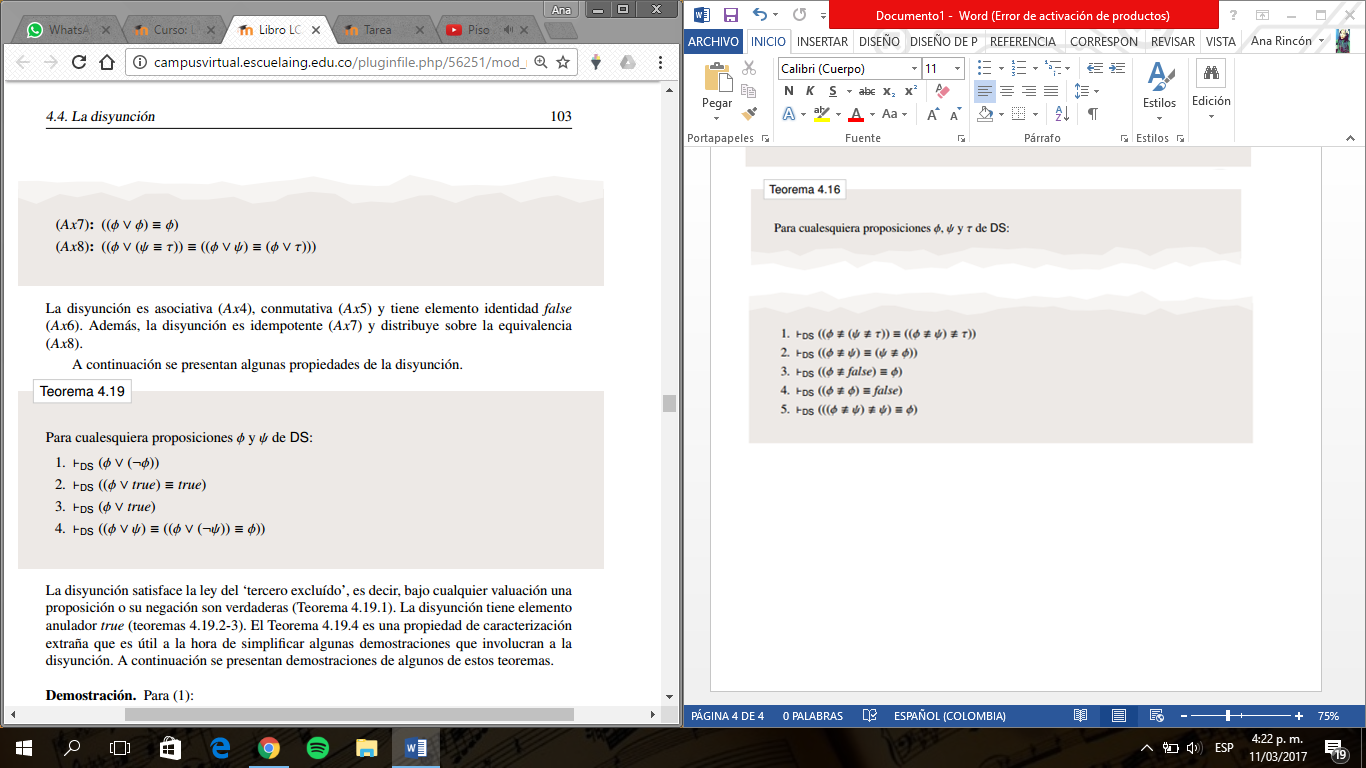 Ana
WhatsA
Curso: L
Libro LC
Tarea
Piso
campusvirtual.escuelaing.edu.co/pluginfile.php/56251/mod_
4.4. La disyunción 103
(Ax7): ((ϕ ∨ ϕ) ≡ ϕ)
(Ax8): ((ϕ ∨ (ψ ≡ τ)) ≡ ((ϕ ∨ ψ) ≡ (ϕ ∨ τ)))
La disyunción es asociativa (Ax4), conmutativa (Ax5) y tiene elemento identidad false
(Ax6). Además, la disyunción es idempotente (Ax7) y distribuye sobre la equivalencia
(Ax8).
A continuación se presentan algunas propiedades de la disyunción.
Teorema 4.19
Para cualesquiera proposiciones ϕ y ψ de DS:
1. ⊢DS (ϕ ∨ (¬ϕ))
2. ⊢DS ((ϕ ∨ true) ≡ true)
3. ⊢DS (ϕ ∨ true)
4. ⊢DS ((ϕ ∨ ψ) ≡ ((ϕ ∨ (¬ψ)) ≡ ϕ))
La disyunción satisface la ley del ‘tercero excluído’, es decir, bajo cualquier valuación una
proposición o su negación son verdaderas (Teorema 4.19.1). La disyunción tiene elemento
anulador true (teoremas 4.19.2-3). El Teorema 4.19.4 es una propiedad de caracterización
extraña que es útil a la hora de simplificar algunas demostraciones que involucran a la
disyunción. A continuación se presentan demostraciones de algunos de estos teoremas.
Demostración. Para (1):
Documento1 - Word (Error de activación de productos)
ARCHIVO INICIO INSERTAR DISEÑO DISEÑO DE P REFERENCIA CORRESPON REVISAR VISTA Ana Rincón
Calibri (Cuerpo) 11
Pegar
N K S abc x₂ x²
A ab A Aa A A
Estilos
Edición
Portapapeles Fuente Párrafo Estilos
Teorema 4.16
Para cualesquiera proposiciones ϕ, ψ y τ de DS:
1. ⊢DS ((ϕ ≢ (ψ ≢ τ)) ≡ ((ϕ ≢ ψ) ≢ τ))
2. ⊢DS ((ϕ ≢ ψ) ≡ (ψ ≢ ϕ))
3. ⊢DS ((ϕ ≢ false) ≡ ϕ)
4. ⊢DS ((ϕ ≢ ϕ) ≡ false)
5. ⊢DS (((ϕ ≢ ψ) ≢ ψ) ≡ ϕ)
PÁGINA 4 DE 4 0 PALABRAS ESPAÑOL (COLOMBIA) 75%
ESP
4:22 p. m.
11/03/2017
19